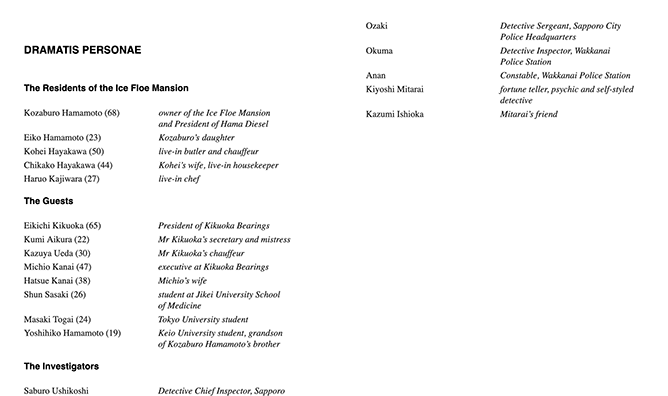 DRAMATIS PERSONAE
The Residents of the Ice Floe Mansion
Kozaburo Hamamoto (68) owner of the Ice Floe Mansion
and President of Hama Diesel
Eiko Hamamoto (23) Kozaburo's daughter
Kohei Hayakawa (50) live-in butler and chauffeur
Chikako Hayakawa (44) Kohei's wife, live-in housekeeper
Haruo Kajiwara (27) live-in chef
The Guests
Eikichi Kikuoka (65) President of Kikuoka Bearings
Kumi Aikura (22) Mr Kikuoka's secretary and mistress
Kazuya Ueda (30) Mr Kikuoka's chauffeur
Michio Kanai (47) executive at Kikuoka Bearings
Hatsue Kanai (38) Michio's wife
Shun Sasaki (26) student at Jikei University School
of Medicine
Masaki Togai (24) Tokyo University student
Yoshihiko Hamamoto (19) Keio University student, grandson
of Kozaburo Hamamoto's brother
The Investigators
Saburo Ushikoshi Detective Chief Inspector, Sapporo
Ozaki Detective Sergeant, Sapporo City
Police Headquarters
Okuma Detective Inspector, Wakkanai
Police Station
Anan Constable, Wakkanai Police Station
Kiyoshi Mitarai fortune teller, psychic and self-styled
detective
Kazumi Ishioka Mitarai's friend